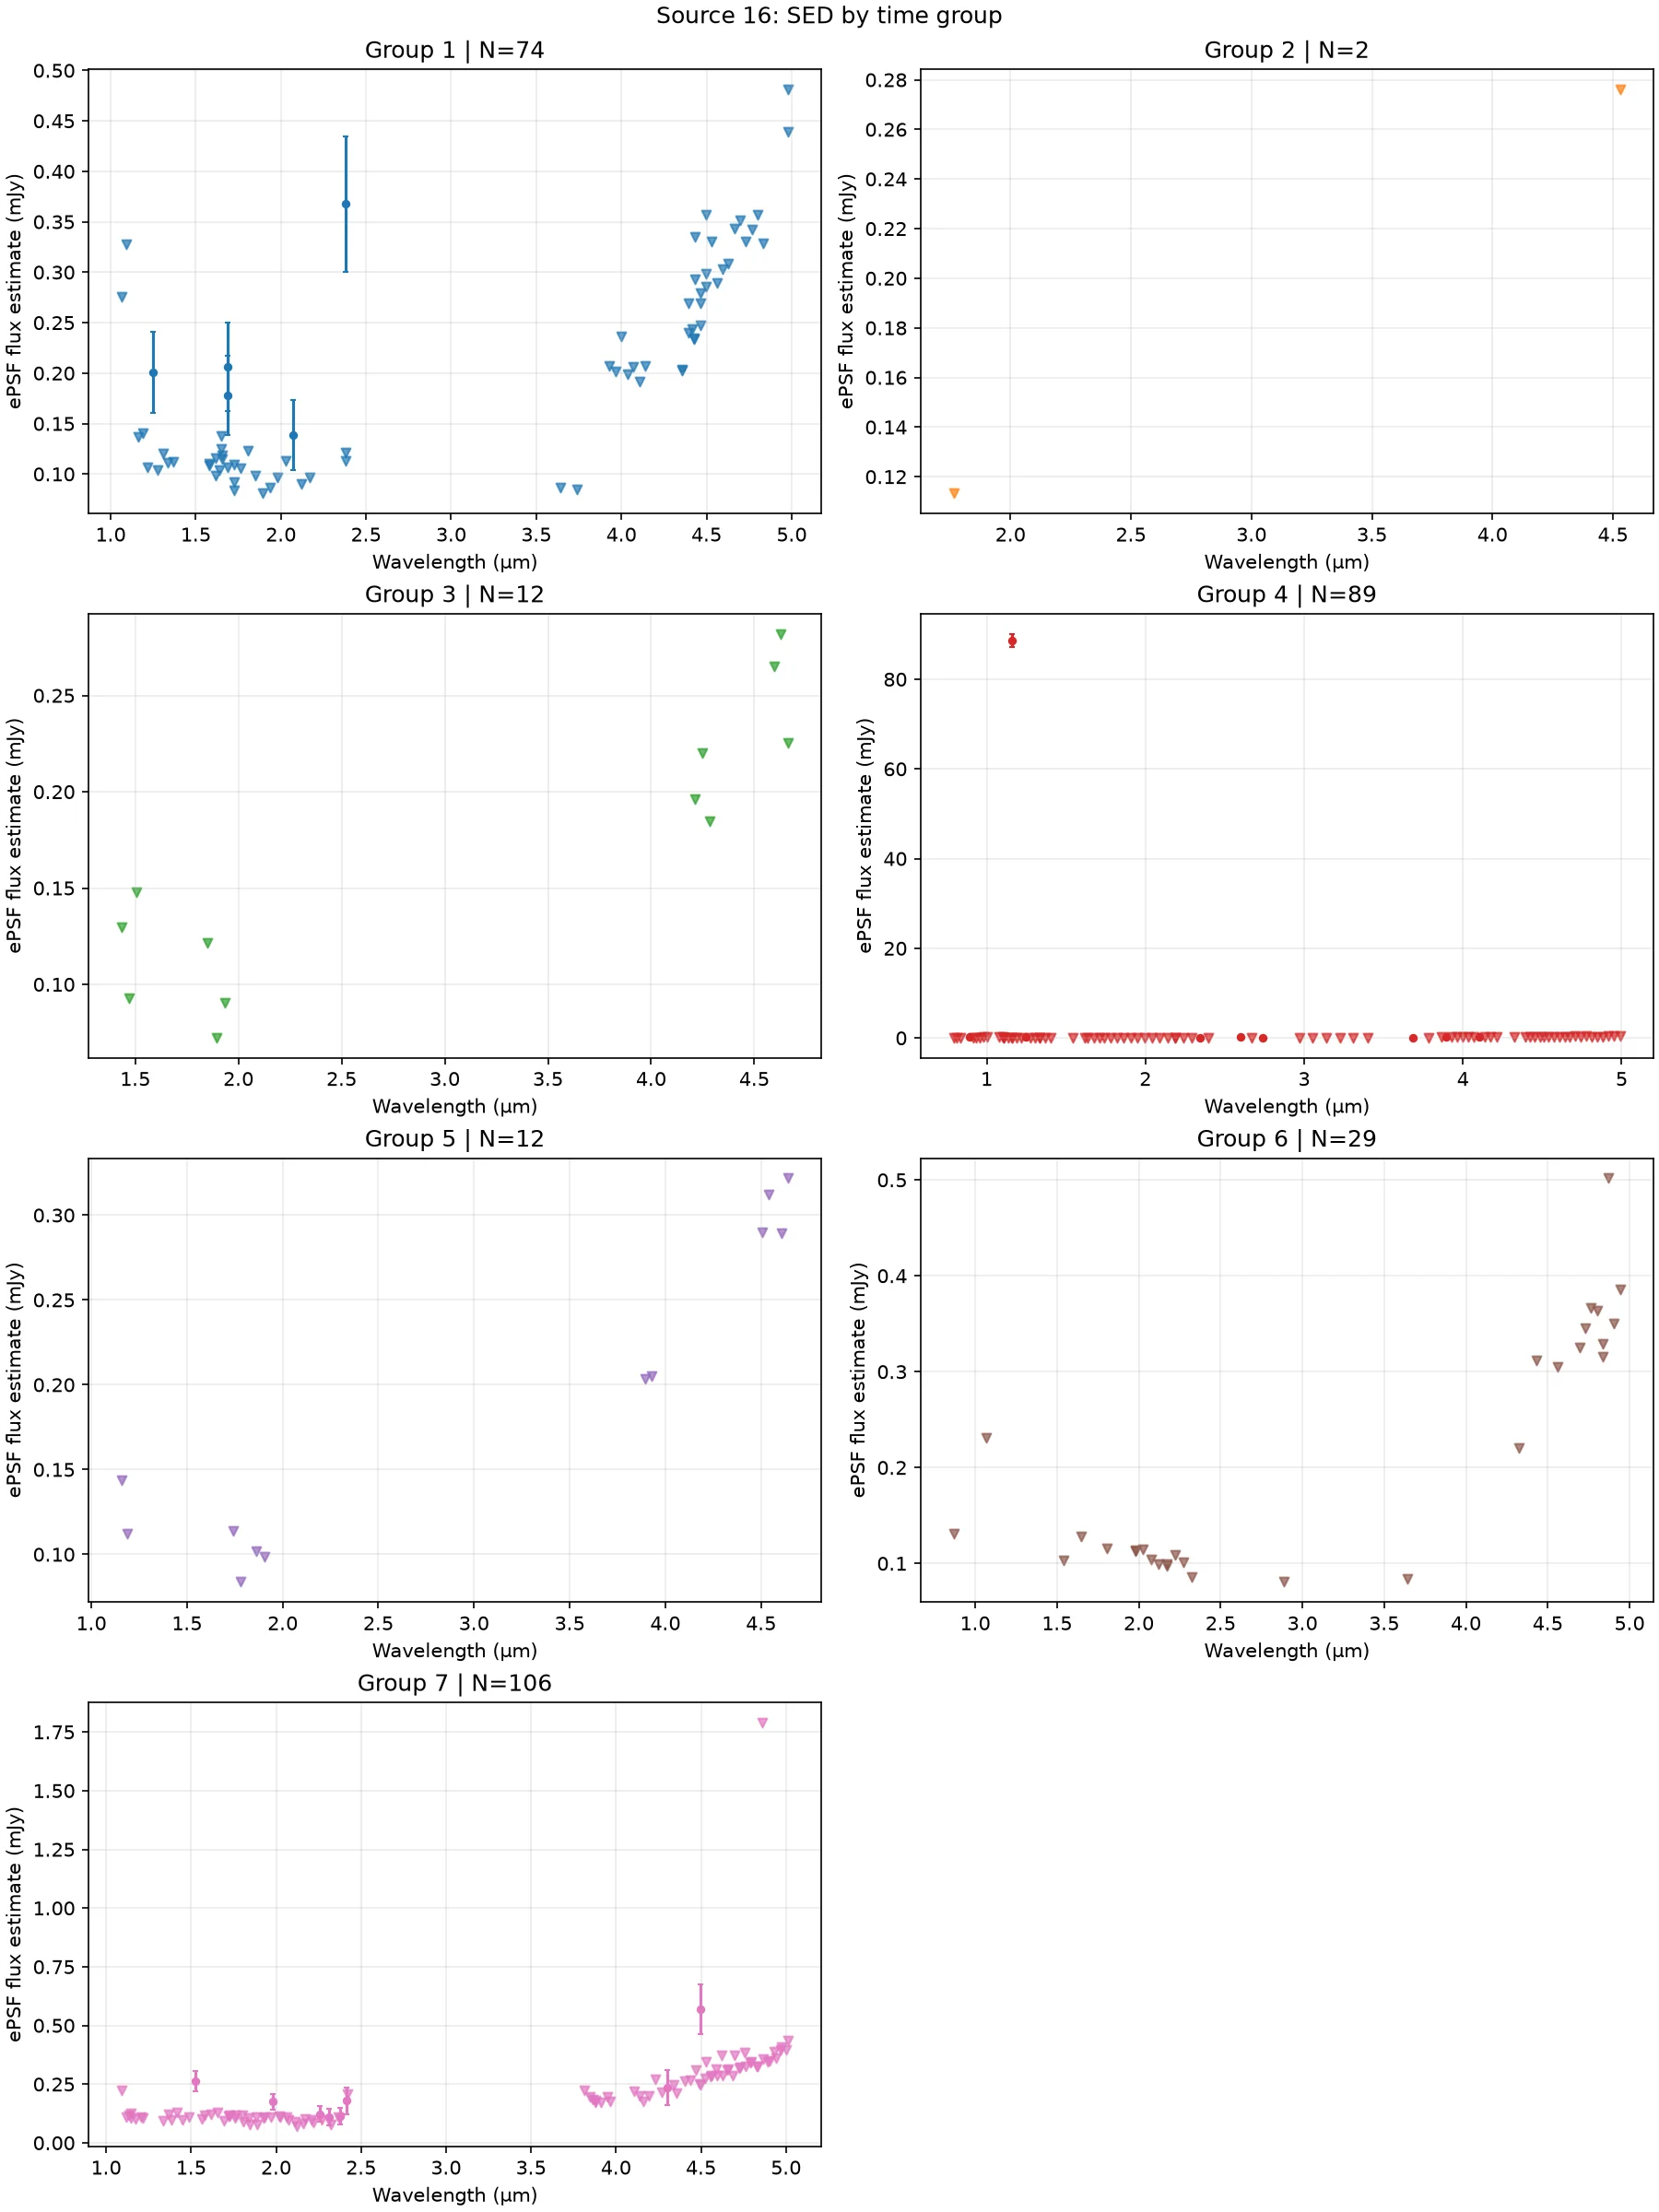 Source 16: SED by time group
Group 1 | N=74
ePSF flux estimate (mJy)
0.50
0.45
0.40
0.35
0.30
0.25
0.20
0.15
0.10
1.0 1.5 2.0 2.5 3.0 3.5 4.0 4.5 5.0
Wavelength (μm)
Group 2 | N=2
ePSF flux estimate (mJy)
0.28
0.26
0.24
0.22
0.20
0.18
0.16
0.14
0.12
2.0 2.5 3.0 3.5 4.0 4.5
Wavelength (μm)
Group 3 | N=12
ePSF flux estimate (mJy)
0.25
0.20
0.15
0.10
1.5 2.0 2.5 3.0 3.5 4.0 4.5
Wavelength (μm)
Group 4 | N=89
ePSF flux estimate (mJy)
80
60
40
20
0
1 2 3 4 5
Wavelength (μm)
Group 5 | N=12
ePSF flux estimate (mJy)
0.30
0.25
0.20
0.15
0.10
1.0 1.5 2.0 2.5 3.0 3.5 4.0 4.5
Wavelength (μm)
Group 6 | N=29
ePSF flux estimate (mJy)
0.5
0.4
0.3
0.2
0.1
1.0 1.5 2.0 2.5 3.0 3.5 4.0 4.5 5.0
Wavelength (μm)
Group 7 | N=106
ePSF flux estimate (mJy)
1.75
1.50
1.25
1.00
0.75
0.50
0.25
0.00
1.0 1.5 2.0 2.5 3.0 3.5 4.0 4.5 5.0
Wavelength (μm)